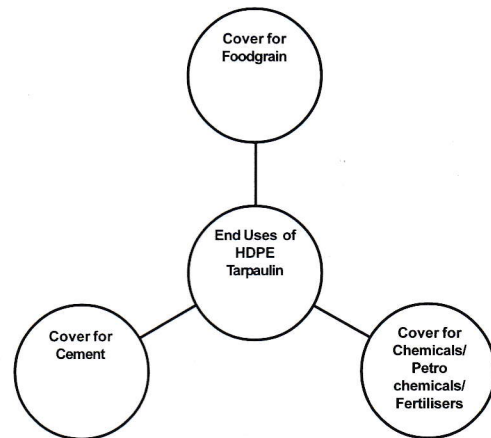 Cover for
Foodgrain
End Uses of
HDPE
Tarpaulin
Cover for
Cement
Cover for
Chemicals/
Petro
chemicals/
Fertilisers